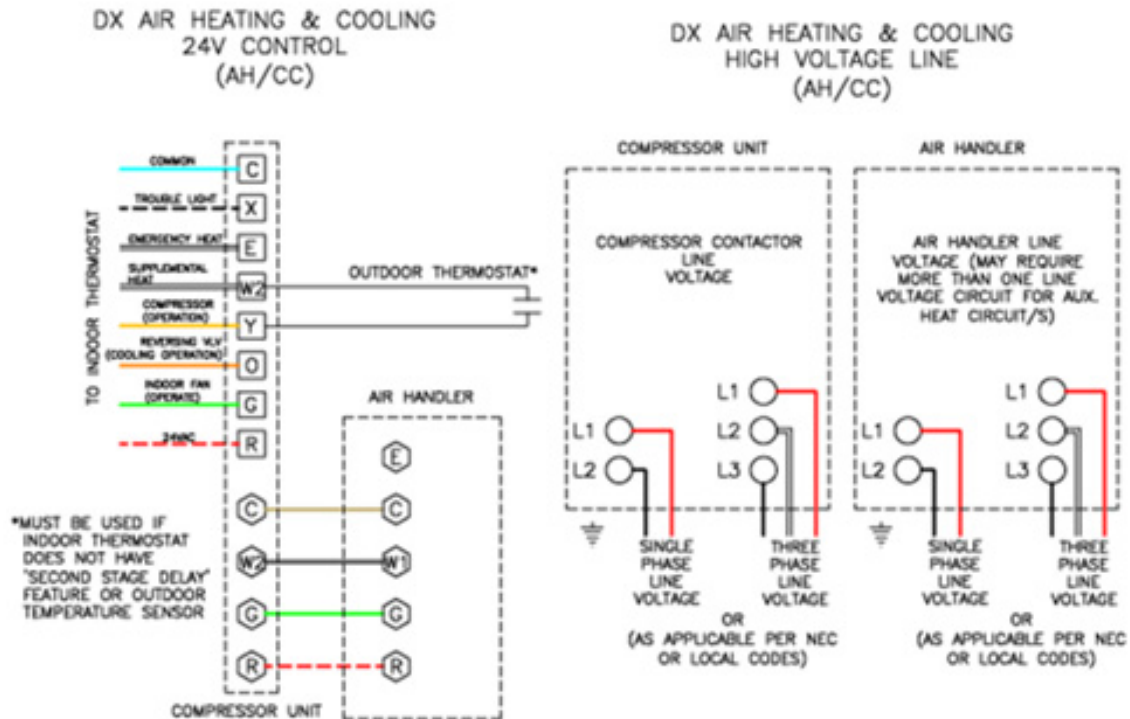 DX AIR HEATING & COOLING
24V CONTROL
(AH/CC)
COMMON
C
TROUBLE LIGHT
X
EMERGENCY HEAT
E
SUPPLEMENTAL
HEAT
W2
OUTDOOR THERMOSTAT*
COMPRESSOR
(OPERATION)
Y
REVERSING VLV
(COOLING OPERATION)
O
INDOOR FAN
(OPERATE)
G
24VAC
R
TO INDOOR THERMOSTAT
AIR HANDLER
E
C
C
W2
W1
G
G
R
R
*MUST BE USED IF
INDOOR THERMOSTAT
DOES NOT HAVE
"SECOND STAGE DELAY"
FEATURE OR OUTDOOR
TEMPERATURE SENSOR
COMPRESSOR UNIT
DX AIR HEATING & COOLING
HIGH VOLTAGE LINE
(AH/CC)
COMPRESSOR UNIT
COMPRESSOR CONTACTOR
LINE
VOLTAGE
L1
L2
L1
L2
L3
SINGLE
PHASE
LINE
VOLTAGE
THREE
PHASE
LINE
VOLTAGE
OR
(AS APPLICABLE PER NEC
OR LOCAL CODES)
AIR HANDLER
AIR HANDLER LINE
VOLTAGE (MAY REQUIRE
MORE THAN ONE LINE
VOLTAGE CIRCUIT FOR AUX.
HEAT CIRCUIT/S)
L1
L2
L1
L2
L3
SINGLE
PHASE
LINE
VOLTAGE
THREE
PHASE
LINE
VOLTAGE
OR
(AS APPLICABLE PER NEC
OR LOCAL CODES)